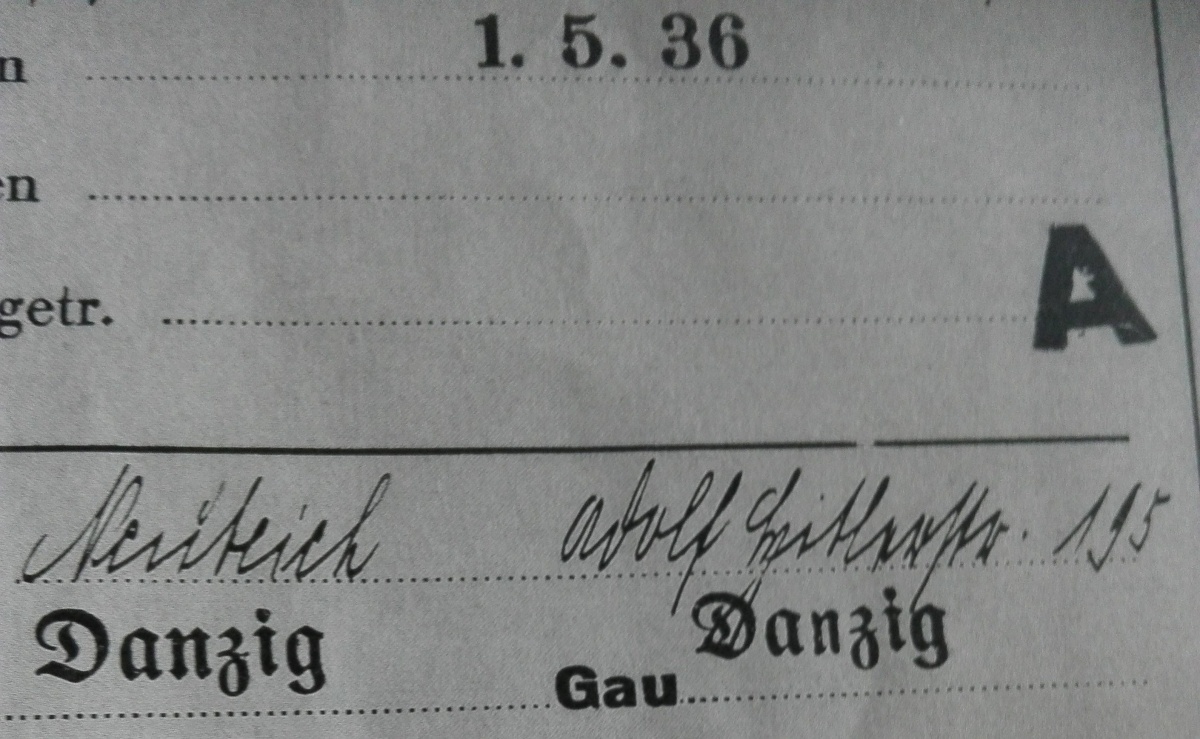 n 1. 5. 36
en
getr.
A
Neuteich Adolf Hitlerstr. 195
Danzig Gau Danzig